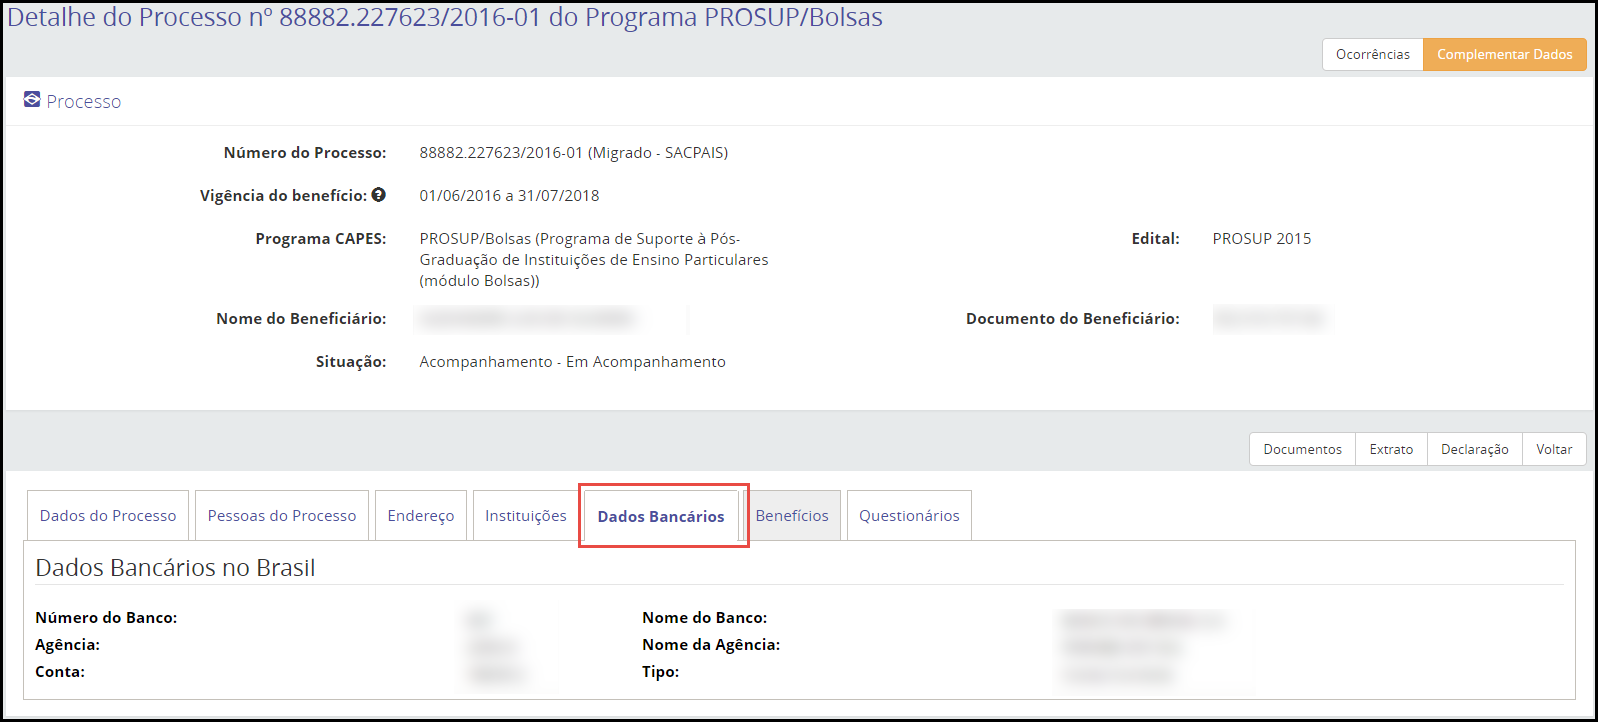 Detalhe do Processo nº 88882.227623/2016-01 do Programa PROSUP/Bolsas
Ocorrências Complementar Dados
Processo
Número do Processo: 88882.227623/2016-01 (Migrado - SACPAIS)
Vigência do benefício: 01/06/2016 a 31/07/2018
Programa CAPES: PROSUP/Bolsas (Programa de Suporte à Pós- Edital: PROSUP 2015
Graduação de Instituições de Ensino Particulares
(módulo Bolsas))
Nome do Beneficiário: Documento do Beneficiário:
Situação: Acompanhamento - Em Acompanhamento
Documentos Extrato Declaração Voltar
Dados do Processo Pessoas do Processo Endereço Instituições Dados Bancários Benefícios Questionários
Dados Bancários no Brasil
Número do Banco: Nome do Banco:
Agência: Nome da Agência:
Conta: Tipo: